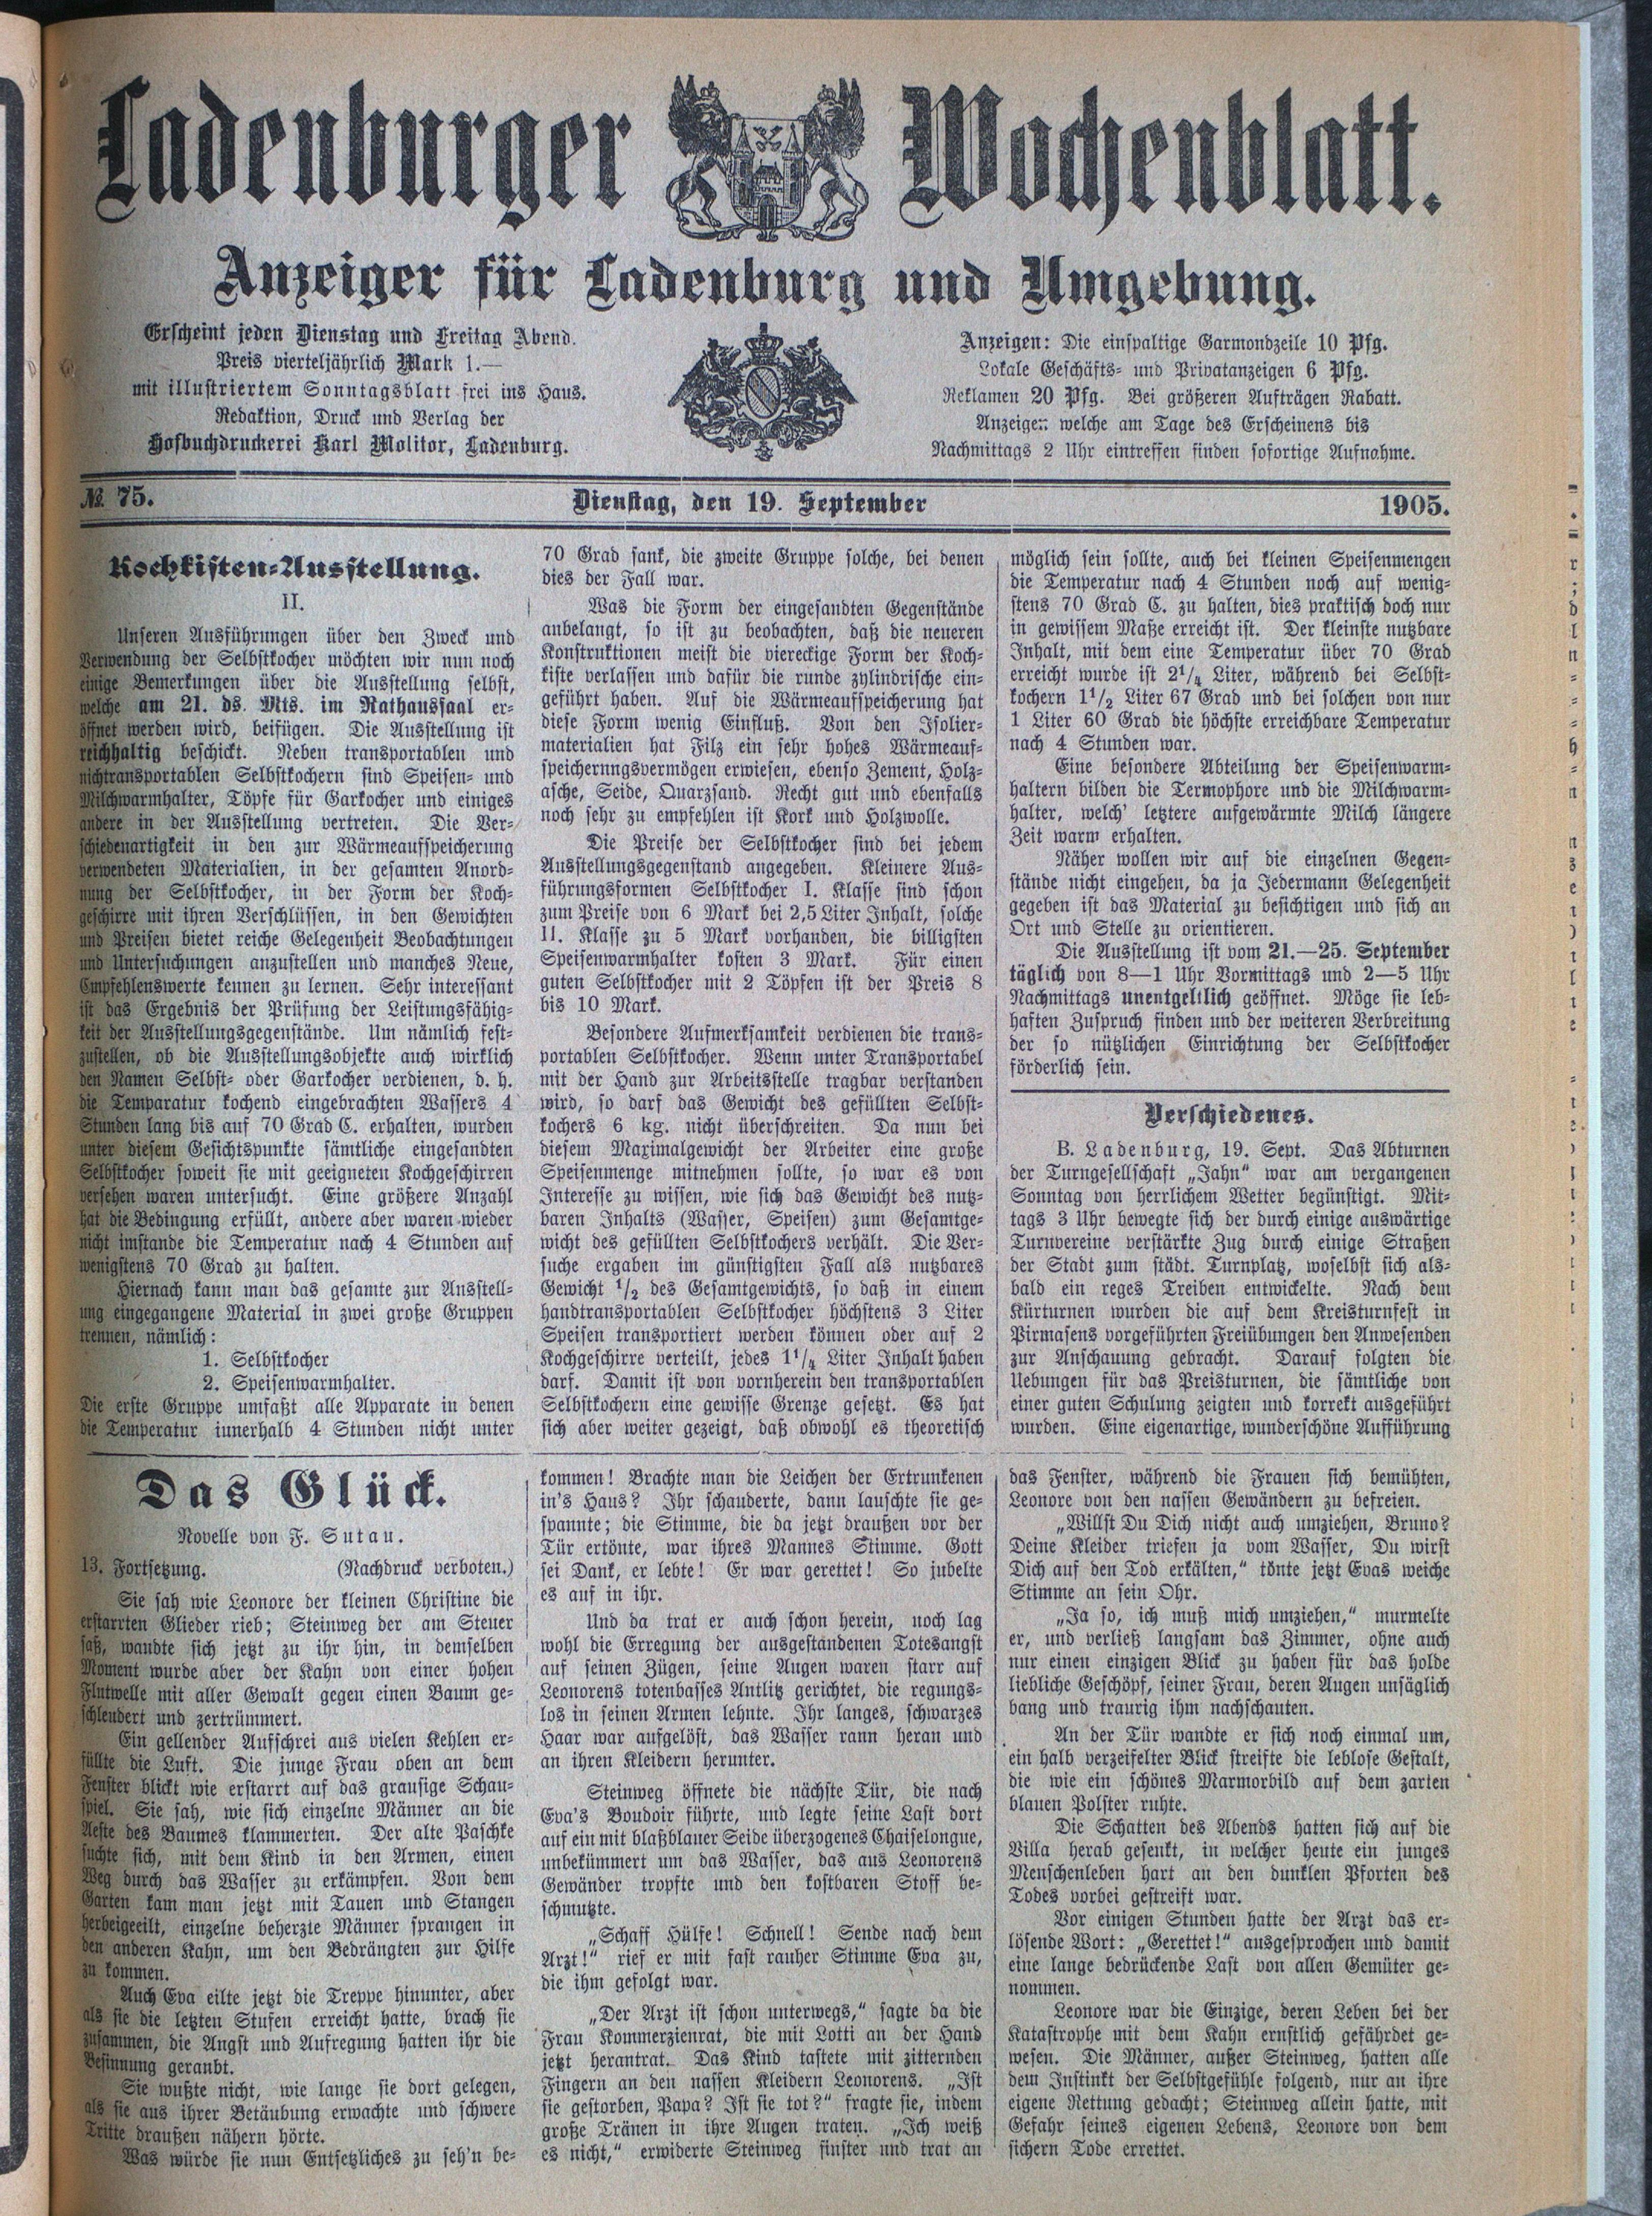 Ladenburger Wochenblatt.
Anzeiger für Ladenburg und Umgebung.
Erscheint jeden Dienstag und Freitag Abend.
Preis vierteljährlich Mark 1.—
mit illustriertem Sonntagsblatt frei ins Haus.
Redaktion, Druck und Verlag der
Hofbuchdruckerei Karl Molitor, Ladenburg.
Anzeigen: Die einspaltige Garmondzeile 10 Pfg.
Lokale Geschäfts- und Privatanzeigen 6 Pfg.
Reklamen 20 Pfg. Bei größeren Aufträgen Rabatt.
Anzeigen welche am Tage des Erscheinens bis
Nachmittags 2 Uhr eintreffen finden sofortige Aufnahme.
№ 75. Dienstag, den 19. September 1905.
Kochkisten-Ausstellung.
II.
Unseren Ausführungen über den Zweck und
Verwendung der Selbstkocher möchten wir nun noch
einige Bemerkungen über die Ausstellung selbst,
welche am 21. ds. Mts. im Rathaussaal er-
öffnet werden wird, beifügen. Die Ausstellung ist
reichhaltig beschickt. Neben transportablen und
nichtransportablen Selbstkochern sind Speisen- und
Milchwarmhalter, Töpfe für Garkocher und einiges
andere in der Ausstellung vertreten. Die Ver-
schiedenartigkeit in den zur Wärmeaufspeicherung
verwendeten Materialien, in der gesamten Anord-
nung der Selbstkocher, in der Form der Koch-
geschirre mit ihren Verschlüssen, in den Gewichten
und Preisen bietet reiche Gelegenheit Beobachtungen
und Untersuchungen anzustellen und manches Neue,
Empfehlenswerte kennen zu lernen. Sehr interessant
ist das Ergebnis der Prüfung der Leistungsfähig-
keit der Ausstellungsgegenstände. Um nämlich fest-
zustellen, ob die Ausstellungsobjekte auch wirklich
den Namen Selbst- oder Garkocher verdienen, d. h.
die Temparatur kochend eingebrachten Wassers 4
Stunden lang bis auf 70 Grad C. erhalten, wurden
unter diesem Gesichtspunkte sämtliche eingesandten
Selbstkocher soweit sie mit geeigneten Kochgeschirren
versehen waren untersucht. Eine größere Anzahl
hat die Bedingung erfüllt, andere aber waren wieder
nicht imstande die Temperatur nach 4 Stunden auf
wenigstens 70 Grad zu halten.
Hiernach kann man das gesamte zur Ausstell-
ung eingegangene Material in zwei große Gruppen
trennen, nämlich:
1. Selbstkocher
2. Speisenwarmhalter.
Die erste Gruppe umfaßt alle Apparate in denen
die Temperatur innerhalb 4 Stunden nicht unter
70 Grad sank, die zweite Gruppe solche, bei denen
dies der Fall war.
Was die Form der eingesandten Gegenstände
anbelangt, so ist zu beobachten, daß die neueren
Konstruktionen meist die viereckige Form der Koch-
kiste verlassen und dafür die runde zylindrische ein-
geführt haben. Auf die Wärmeaufspeicherung hat
diese Form wenig Einfluß. Von den Isolier-
materialien hat Filz ein sehr hohes Wärmeauf-
speicherungsvermögen erwiesen, ebenso Zement, Holz-
asche, Seide, Quarzsand. Recht gut und ebenfalls
noch sehr zu empfehlen ist Kork und Holzwolle.
Die Preise der Selbstkocher sind bei jedem
Ausstellungsgegenstand angegeben. Kleinere Aus-
führungsformen Selbstkocher I. Klasse sind schon
zum Preise von 6 Mark bei 2,5 Liter Inhalt, solche
II. Klasse zu 5 Mark vorhanden, die billigsten
Speisenwarmhalter kosten 3 Mark. Für einen
guten Selbstkocher mit 2 Töpfen ist der Preis 8
bis 10 Mark.
Besondere Aufmerksamkeit verdienen die trans-
portablen Selbstkocher. Wenn unter Transportabel
mit der Hand zur Arbeitsstelle tragbar verstanden
wird, so darf das Gewicht des gefüllten Selbst-
kochers 6 kg. nicht überschreiten. Da nun bei
diesem Maximalgewicht der Arbeiter eine große
Speisenmenge mitnehmen sollte, so war es von
Interesse zu wissen, wie sich das Gewicht des nutz-
baren Inhalts (Wasser, Speisen) zum Gesamtge-
wicht des gefüllten Selbstkochers verhält. Die Ver-
suche ergaben im günstigsten Fall als nutzbares
Gewicht 1/2 des Gesamtgewichts, so daß in einem
handtransportablen Selbstkocher höchstens 3 Liter
Speisen transportiert werden können oder auf 2
Kochgeschirre verteilt, jedes 1 1/4 Liter Inhalt haben
darf. Damit ist von vornherein den transportablen
Selbstkochern eine gewisse Grenze gesetzt. Es hat
sich aber weiter gezeigt, daß obwohl es theoretisch
möglich sein sollte, auch bei kleinen Speisenmengen
die Temperatur nach 4 Stunden noch auf wenig-
stens 70 Grad C. zu halten, dies praktisch doch nur
in gewissem Maße erreicht ist. Der kleinste nutzbare
Inhalt, mit dem eine Temperatur über 70 Grad
erreicht wurde ist 2 1/4 Liter, während bei Selbst-
kochern 1 1/2 Liter 67 Grad und bei solchen von nur
1 Liter 60 Grad die höchste erreichbare Temperatur
nach 4 Stunden war.
Eine besondere Abteilung der Speisenwarm-
haltern bilden die Termophore und die Milchwarm-
halter, welch' letztere aufgewärmte Milch längere
Zeit warm erhalten.
Näher wollen wir auf die einzelnen Gegen-
stände nicht eingehen, da ja Jedermann Gelegenheit
gegeben ist das Material zu besichtigen und sich an
Ort und Stelle zu orientieren.
Die Ausstellung ist vom 21.—25. September
täglich von 8—1 Uhr Vormittags und 2—5 Uhr
Nachmittags unentgeltlich geöffnet. Möge sie leb-
haften Zuspruch finden und der weiteren Verbreitung
der so nützlichen Einrichtung der Selbstkocher
förderlich sein.
Verschiedenes.
B. Ladenburg, 19. Sept. Das Abturnen
der Turngesellschaft „Jahn“ war am vergangenen
Sonntag von herrlichem Wetter begünstigt. Mit-
tags 3 Uhr bewegte sich der durch einige auswärtige
Turnvereine verstärkte Zug durch einige Straßen
der Stadt zum städt. Turnplatz, woselbst sich als-
bald ein reges Treiben entwickelte. Nach dem
Kürturnen wurden die auf dem Kreisturnfest in
Pirmasens vorgeführten Freiübungen den Anwesenden
zur Anschauung gebracht. Darauf folgten die
Uebungen für das Preisturnen, die sämtliche von
einer guten Schulung zeigten und korrekt ausgeführt
wurden. Eine eigenartige, wunderschöne Aufführung
Das Glück.
Novelle von F. Sutau.
13. Fortsetzung. (Nachdruck verboten.)
Sie sah wie Leonore der kleinen Christine die
erstarrten Glieder rieb; Steinweg der am Steuer
saß, wandte sich jetzt zu ihr hin, in demselben
Moment wurde aber der Kahn von einer hohen
Flutwelle mit aller Gewalt gegen einen Baum ge-
schleudert und zertrümmert.
Ein gellender Aufschrei aus vielen Kehlen er-
füllte die Luft. Die junge Frau oben an dem
Fenster blickt wie erstarrt auf das grausige Schau-
spiel. Sie sah, wie sich einzelne Männer an die
Aeste des Baumes klammerten. Der alte Paschke
suchte sich, mit dem Kind in den Armen, einen
Weg durch das Wasser zu erkämpfen. Von dem
Garten kam man jetzt mit Tauen und Stangen
herbeigeeilt, einzelne beherzte Männer sprangen in
den anderen Kahn, um den Bedrängten zur Hilfe
zu kommen.
Auch Eva eilte jetzt die Treppe hinunter, aber
als sie die letzten Stufen erreicht hatte, brach sie
zusammen, die Angst und Aufregung hatten ihr die
Besinnung geraubt.
Sie wußte nicht, wie lange sie dort gelegen,
als sie aus ihrer Betäubung erwachte und schwere
Tritte draußen nähern hörte.
Was würde sie nun Entsetzliches zu seh'n be-
kommen! Brachte man die Leichen der Ertrunkenen
in's Haus? Ihr schauderte, dann lauschte sie ge-
spannte; die Stimme, die da jetzt draußen vor der
Tür ertönte, war ihres Mannes Stimme. Gott
sei Dank, er lebte! Er war gerettet! So jubelte
es auf in ihr.
Und da trat er auch schon herein, noch lag
wohl die Erregung der ausgestandenen Totesangst
auf seinen Zügen, seine Augen waren starr auf
Leonorens totenbasses Antlitz gerichtet, die regungs-
los in seinen Armen lehnte. Ihr langes, schwarzes
Haar war aufgelöst, das Wasser rann heran und
an ihren Kleidern herunter.
Steinweg öffnete die nächste Tür, die nach
Eva's Boudoir führte, und legte seine Last dort
auf ein mit blaßblauer Seide überzogenes Chaiselongue,
unbekümmert um das Wasser, das aus Leonorens
Gewänder tropfte und den kostbaren Stoff be-
schmutzte.
„Schaff Hülfe! Schnell! Sende nach dem
Arzt!“ rief er mit fast rauher Stimme Eva zu,
die ihm gefolgt war.
„Der Arzt ist schon unterwegs,“ sagte da die
Frau Kommerzienrat, die mit Lotti an der Hand
jetzt herantrat. Das Kind tastete mit zitternden
Fingern an den nassen Kleidern Leonorens. „Ist
sie gestorben, Papa? Ist sie tot?“ fragte sie, indem
große Tränen in ihre Augen traten. „Ich weiß
es nicht,“ erwiderte Steinweg finster und trat an
das Fenster, während die Frauen sich bemühten,
Leonore von den nassen Gewändern zu befreien.
„Willst Du Dich nicht auch umziehen, Bruno?
Deine Kleider triefen ja vom Wasser, Du wirst
Dich auf den Tod erkälten,“ tönte jetzt Evas weiche
Stimme an sein Ohr.
„Ja so, ich muß mich umziehen,“ murmelte
er, und verließ langsam das Zimmer, ohne auch
nur einen einzigen Blick zu haben für das holde
liebliche Geschöpf, seiner Frau, deren Augen unsäglich
bang und traurig ihm nachschauten.
An der Tür wandte er sich noch einmal um,
ein halb verzeifelter Blick streifte die leblose Gestalt,
die wie ein schönes Marmorbild auf dem zarten
blauen Polster ruhte.
Die Schatten des Abends hatten sich auf die
Villa herab gesenkt, in welcher heute ein junges
Menschenleben hart an den dunklen Pforten des
Todes vorbei gestreift war.
Vor einigen Stunden hatte der Arzt das er-
lösende Wort: „Gerettet!“ ausgesprochen und damit
eine lange bedrückende Last von allen Gemüter ge-
nommen.
Leonore war die Einzige, deren Leben bei der
Katastrophe mit dem Kahn ernstlich gefährdet ge-
wesen. Die Männer, außer Steinweg, hatten alle
dem Instinkt der Selbstgefühle folgend, nur an ihre
eigene Rettung gedacht; Steinweg allein hatte, mit
Gefahr seines eigenen Lebens, Leonore von dem
sichern Tode errettet.